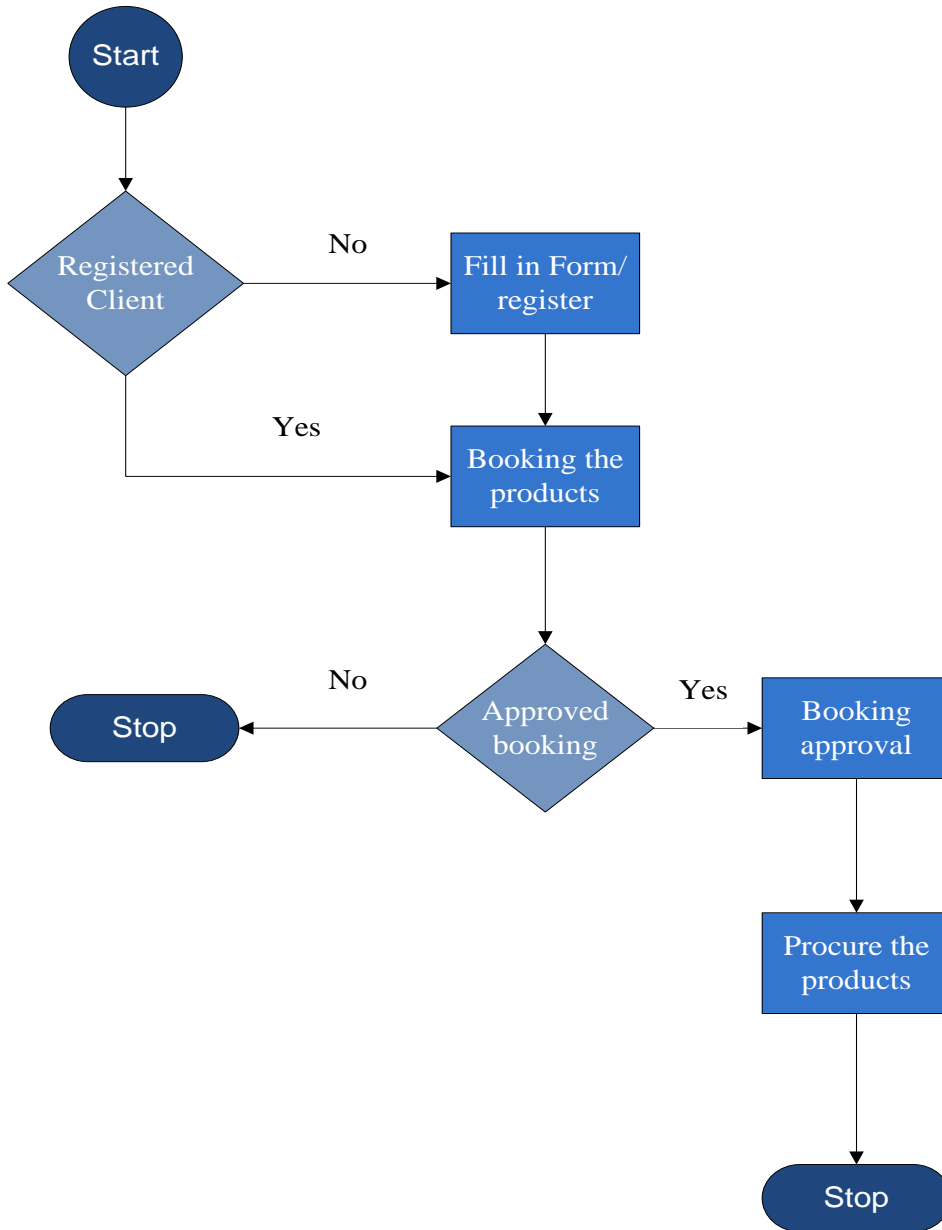 Start
Registered
Client
No
Fill in Form/
register
Yes
Booking the
products
No
Stop
Approved
booking
Yes
Booking
approval
Procure the
products
Stop